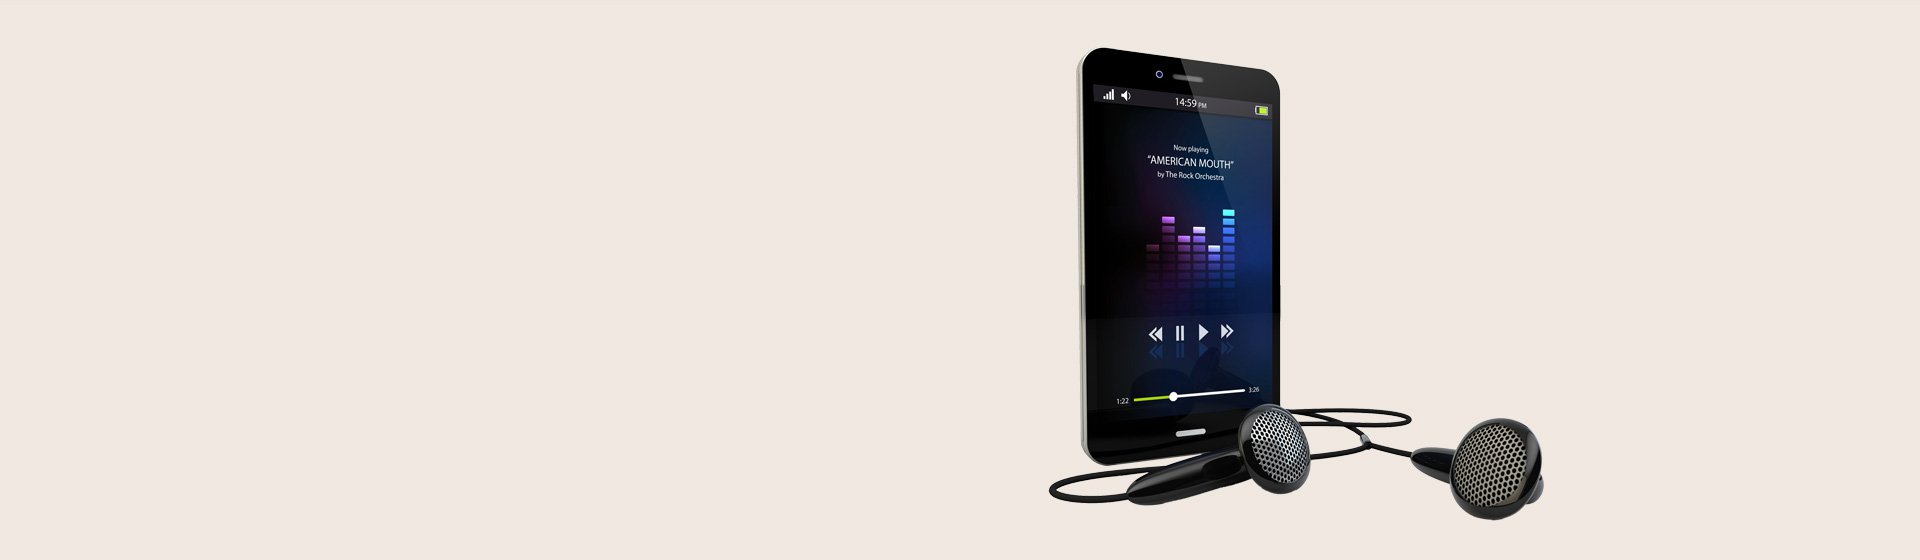 14:59 PM
Now playing
“AMERICAN MOUTH”
by The Rock Orchestra
1:22
3:26